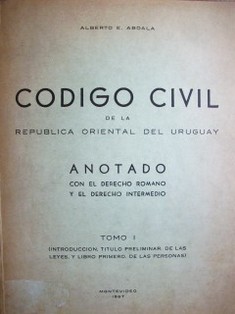 ALBERTO E. ABDALA
CODIGO CIVIL
DE LA
REPUBLICA ORIENTAL DEL URUGUAY
ANOTADO
CON EL DERECHO ROMANO
Y EL DERECHO INTERMEDIO
TOMO I
(INTRODUCCION, TITULO PRELIMINAR: DE LAS
LEYES, Y LIBRO PRIMERO: DE LAS PERSONAS)
MONTEVIDEO